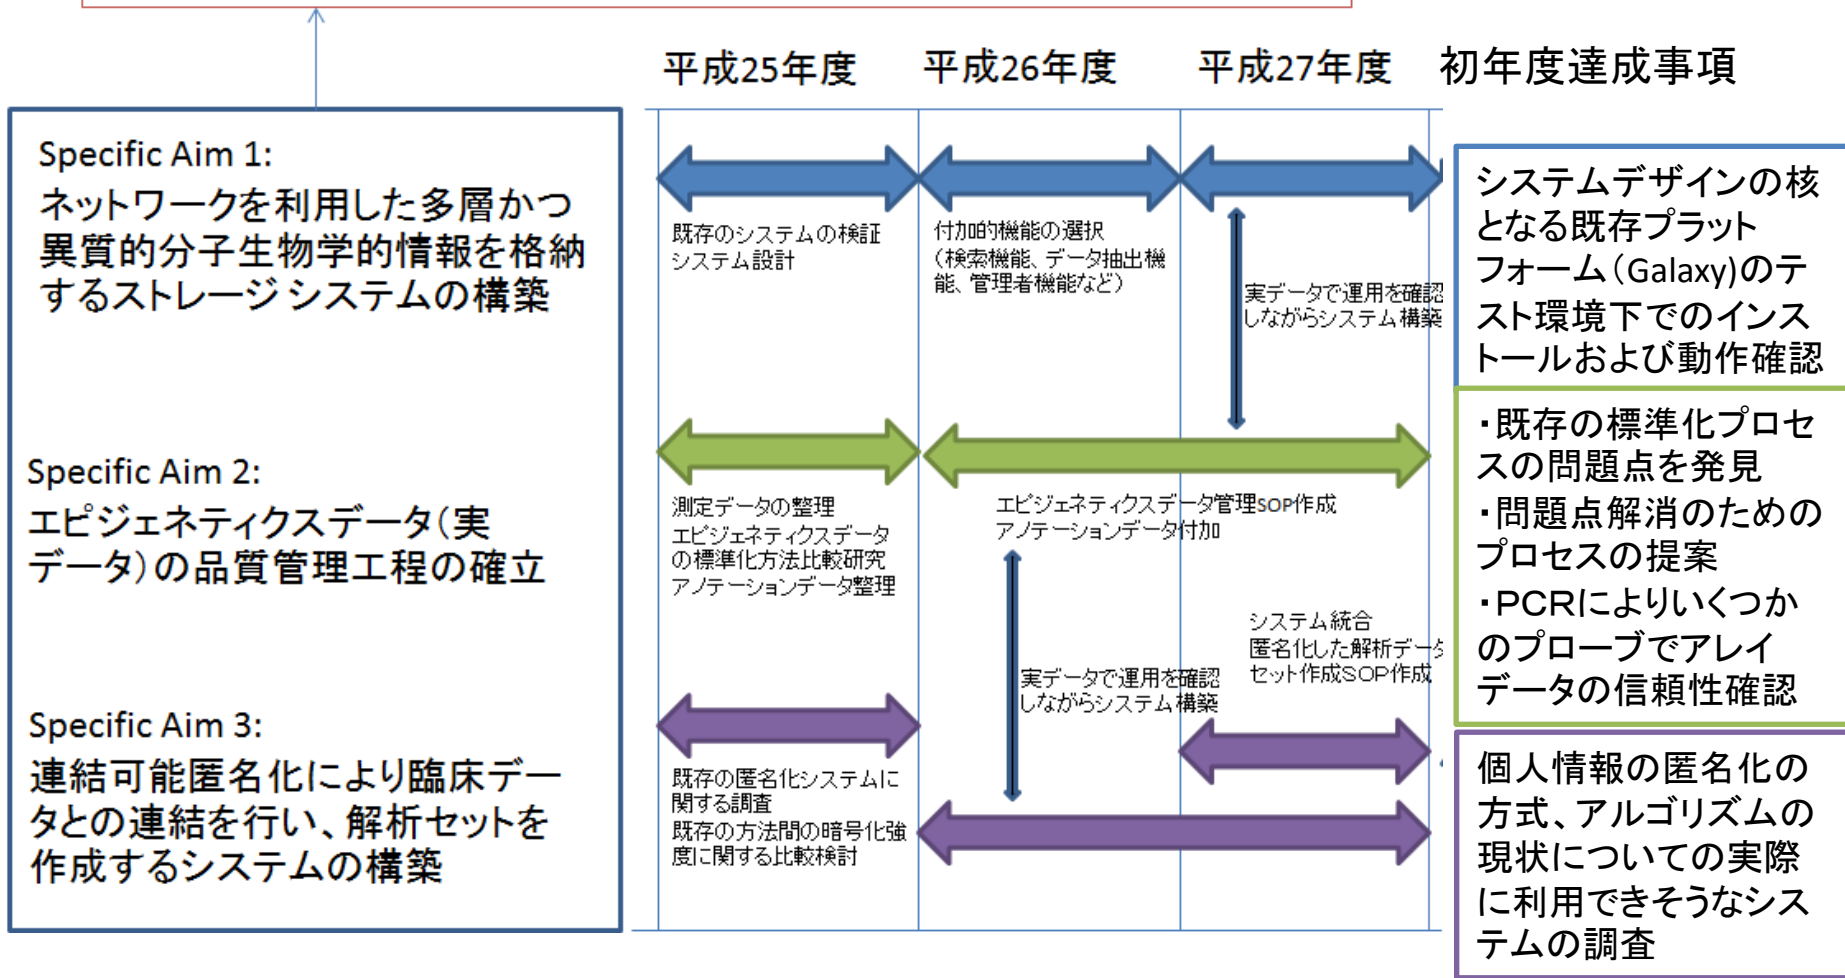 平成25年度
平成26年度
平成27年度
初年度達成事項
Specific Aim 1:
ネットワークを利用した多層かつ
異質的分子生物学的情報を格納
するストレージシステムの構築
既存のシステムの検証
システム設計
付加的機能の選択
(検索機能、データ抽出機
能、管理者機能など)
実データで運用を確認
しながらシステム構築
システムデザインの核
となる既存プラット
フォーム(Galaxy)のテ
スト環境下でのインス
トールおよび動作確認
Specific Aim 2:
エピジェネティクスデータ(実
データ)の品質管理工程の確立
測定データの整理
エピジェネティクスデータ
の標準化方法比較研究
アノテーションデータ整理
エピジェネティクスデータ管理SOP作成
アノテーションデータ付加
実データで運用を確認
しながらシステム構築
システム統合
匿名化した解析データ
セット作成SOP作成
・既存の標準化プロセ
スの問題点を発見
・問題点解消のための
プロセスの提案
・PCRによりいくつか
のプローブでアレイ
データの信頼性確認
Specific Aim 3:
連結可能匿名化により臨床デー
タとの連結を行い、解析セットを
作成するシステムの構築
既存の匿名化システムに
関する調査
既存の方法間の暗号化強
度に関する比較検討
個人情報の匿名化の
方式、アルゴリズムの
現状についての実際
に利用できそうなシス
テムの調査